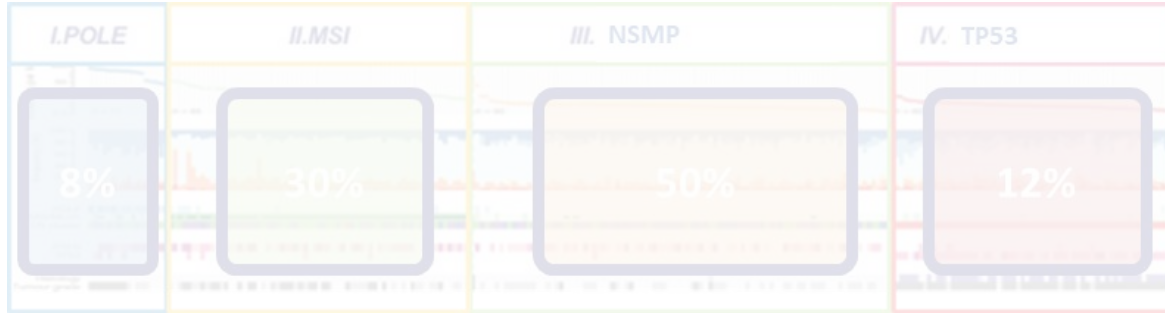 I.POLE
II.MSI
III. NSMP
IV. TP53
8%
30%
50%
12%